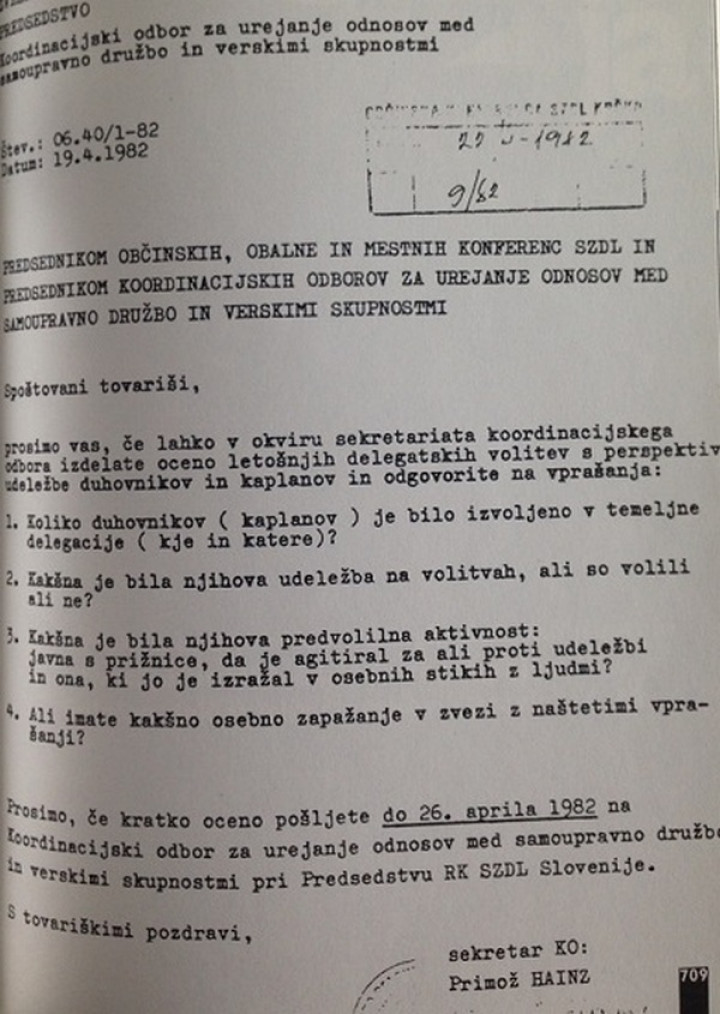 PREDSEDSTVO
Koordinacijski odbor za urejanje odnosov med
samoupravno družbo in verskimi skupnostmi
Štev.: 06.40/1-82
Datum: 19.4.1982
SZDL
9/82
PREDSEDNIKOM OBČINSKIH, OBALNE IN MESTNIH KONFERENC SZDL IN
PREDSEDNIKOM KOORDINACIJSKIH ODBOROV ZA UREJANJE ODNOSOV MED
SAMOUPRAVNO DRUŽBO IN VERSKIMI SKUPNOSTMI
Spoštovani tovariši,
prosimo vas, če lahko v okviru sekretariata koordinacijskega
odbora izdelate oceno letošnjih delegatskih volitev s perspektiv
udeležbe duhovnikov in kaplanov in odgovorite na vprašanja:
1. Koliko duhovnikov ( kaplanov ) je bilo izvoljeno v temeljne
delegacije ( kje in katere)?
2. Kakšna je bila njihova udeležba na volitvah, ali so volili
ali ne?
3. Kakšna je bila njihova predvolilna aktivnost:
javna s prižnice, da je agitiral za ali proti udeležbi
in ona, ki jo je izražal v osebnih stikih z ljudmi?
4. Ali imate kakšno osebno zapažanje v zvezi z naštetimi vpra-
šanji?
Prosimo, če kratko oceno pošljete do 26. aprila 1982 na
Koordinacijski odbor za urejanje odnosov med samoupravno družbo
in verskimi skupnostmi pri Predsedstvu RK SZDL Slovenije.
S tovariškimi pozdravi,
sekretar KO:
Primož HAINZ
709